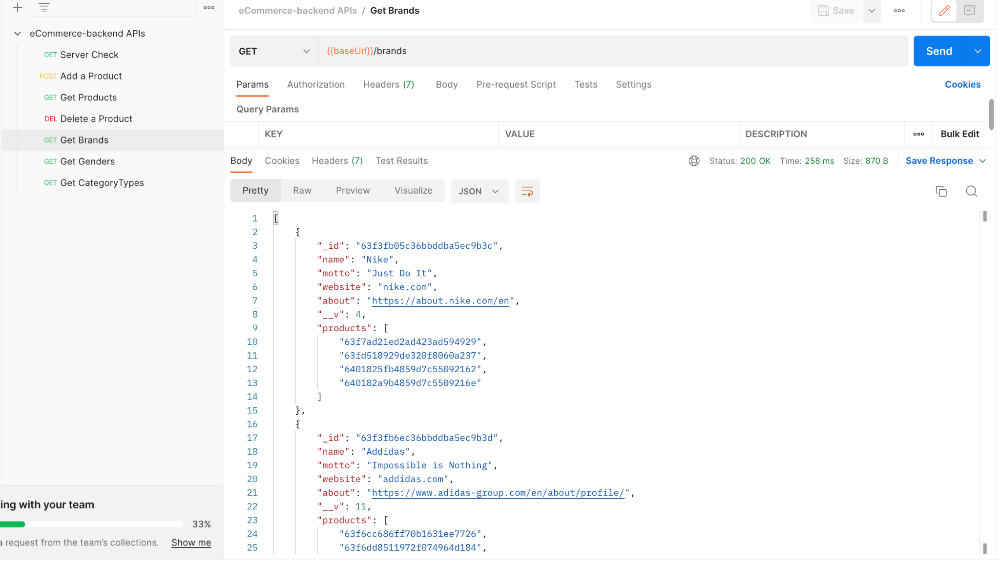 eCommerce-backend APIs / Get Brands
Save
eCommerce-backend APIs
GET Server Check
POST Add a Product
GET Get Products
DEL Delete a Product
GET Get Brands
GET Get Genders
GET Get CategoryTypes
king with your team
33%
a request from the team’s collections. Show me
GET {{baseUrl}}/brands
Send
Params Authorization Headers (7) Body Pre-request Script Tests Settings Cookies
Query Params
KEY VALUE DESCRIPTION Bulk Edit
Body Cookies Headers (7) Test Results Status: 200 OK Time: 258 ms Size: 870 B Save Response
Pretty Raw Preview Visualize JSON
1 [
2 {
3 "_id": "63f3fb05c36bbddba5ec9b3c",
4 "name": "Nike",
5 "motto": "Just Do It",
6 "website": "nike.com",
7 "about": "https://about.nike.com/en",
8 "__v": 4,
9 "products": [
10 "63f7ad21ed2ad423ad594929",
11 "63fd518929de320f8060a237",
12 "6401825fb4859d7c55092162",
13 "640182a9b4859d7c5509216e"
14 ]
15 },
16 {
17 "_id": "63f3fb6ec36bbddba5ec9b3d",
18 "name": "Addidas",
19 "motto": "Impossible is Nothing",
20 "website": "addidas.com",
21 "about": "https://www.adidas-group.com/en/about/profile/",
22 "__v": 11,
23 "products": [
24 "63f6cc686ff70b1631ee7726",
25 "63f6dd8511972f074964d184",